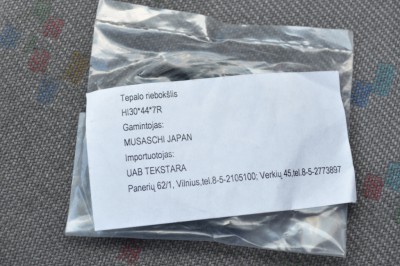 Tepalo riebokšlis
HI30*44*7R
Gamintojas:
MUSASCHI JAPAN
Importuotojas:
UAB TEKSTARA
Panerių 62/1, Vilnius,tel.8-5-2105100; Verkių 45,tel.8-5-2773897